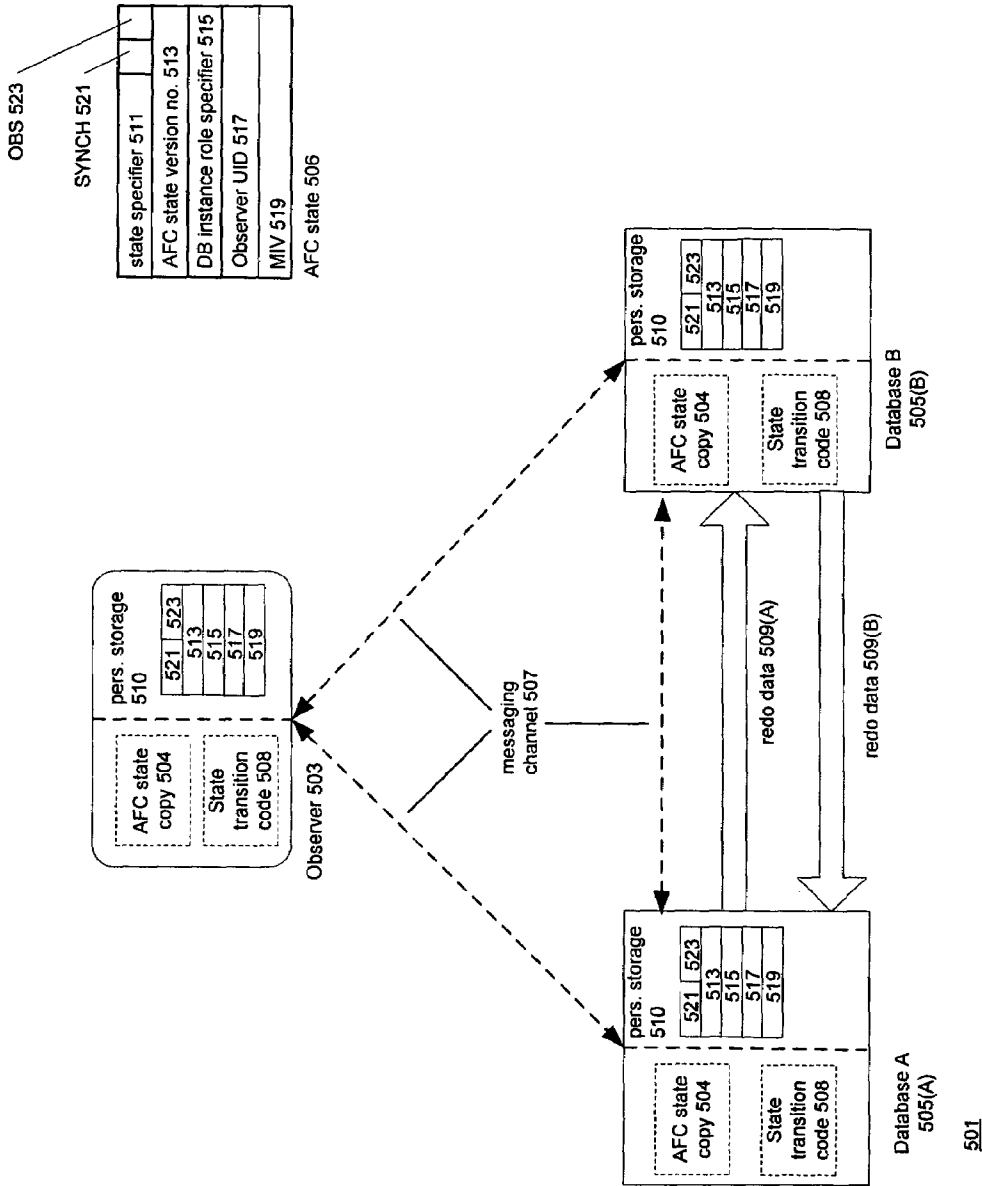 OBS 523
SYNCH 521
state specifier 511
AFC state version no. 513
DB instance role specifier 515
Observer UID 517
MIV 519
AFC state 506
AFC state
copy 504
State
transition
code 508
pers. storage
510
521 523
513
515
517
519
Observer 503
messaging
channel 507
AFC state
copy 504
State
transition
code 508
pers. storage
510
521 523
513
515
517
519
Database A
505(A)
redo data 509(A)
redo data 509(B)
AFC state
copy 504
State
transition
code 508
pers. storage
510
521 523
513
515
517
519
Database B
505(B)
501